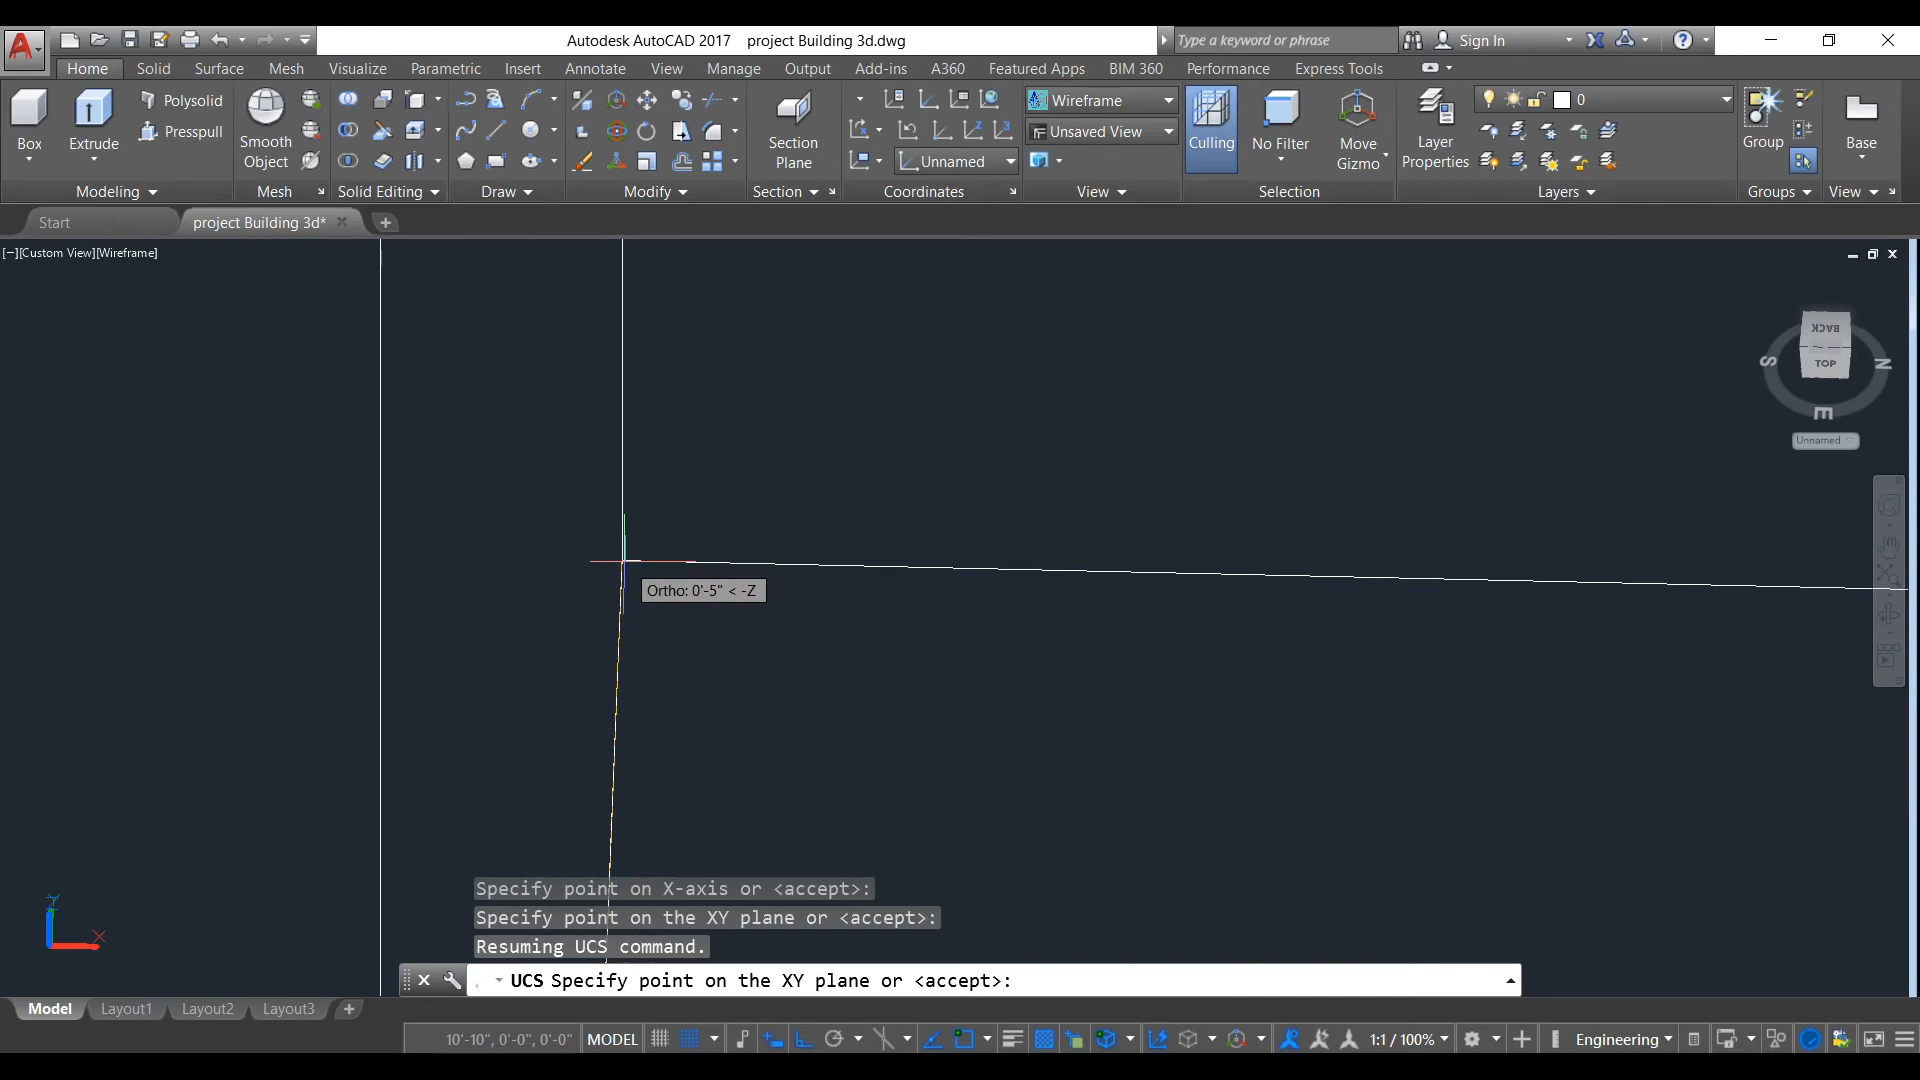 Autodesk AutoCAD 2017 project Building 3d.dwg
Type a keyword or phrase
Sign In
Home Solid Surface Mesh Visualize Parametric Insert Annotate View Manage Output Add-ins A360 Featured Apps BIM 360 Performance Express Tools
Box
Extrude
Polysolid
Presspull
Smooth Object
Section Plane
Unnamed
Wireframe
Unsaved View
Culling
No Filter
Move Gizmo
Layer Properties
0
Group
Base
Modeling Mesh Solid Editing Draw Modify Section Coordinates View Selection Layers Groups View
Start project Building 3d*
[−][Custom View][Wireframe]
BACK
TOP
S
N
E
Unnamed
Ortho: 0'-5" < -Z
Specify point on X-axis or <accept>:
Specify point on the XY plane or <accept>:
Resuming UCS command.
UCS Specify point on the XY plane or <accept>:
Y
X
Model Layout1 Layout2 Layout3
10'-10", 0'-0", 0'-0" MODEL 1:1 / 100% Engineering